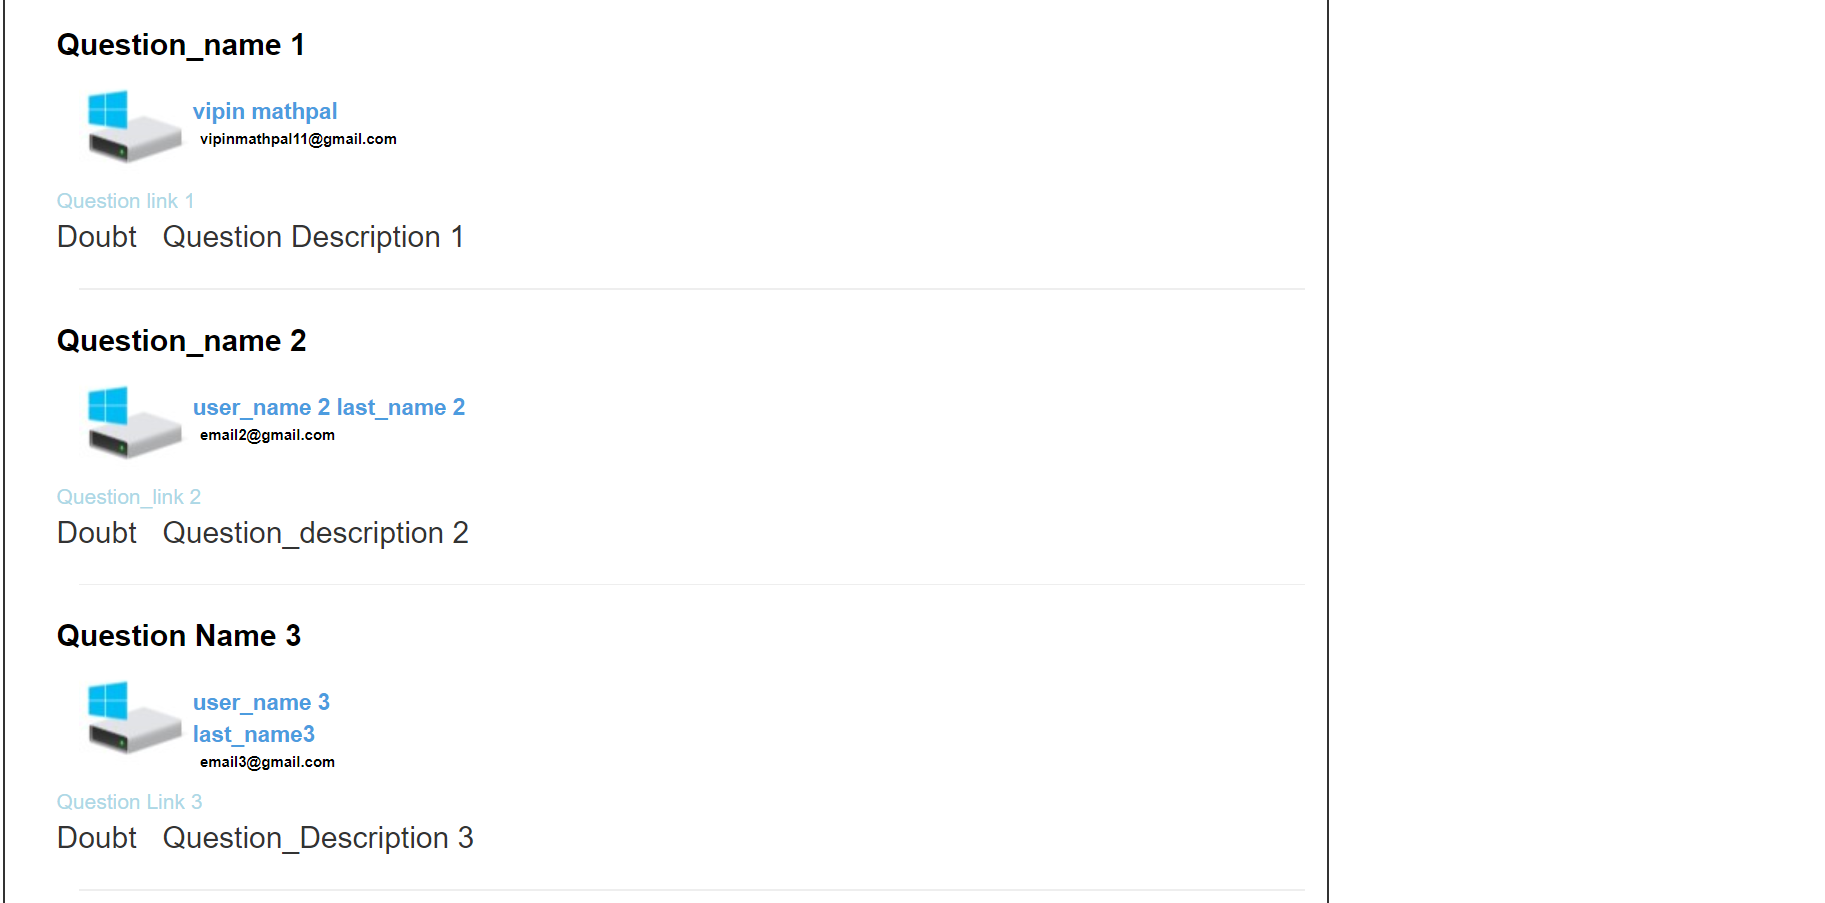 Question_name 1
vipin mathpal
vipinmathpal11@gmail.com
Question link 1
Doubt Question Description 1
Question_name 2
user_name 2 last_name 2
email2@gmail.com
Question_link 2
Doubt Question_description 2
Question Name 3
user_name 3
last_name3
email3@gmail.com
Question Link 3
Doubt Question_Description 3